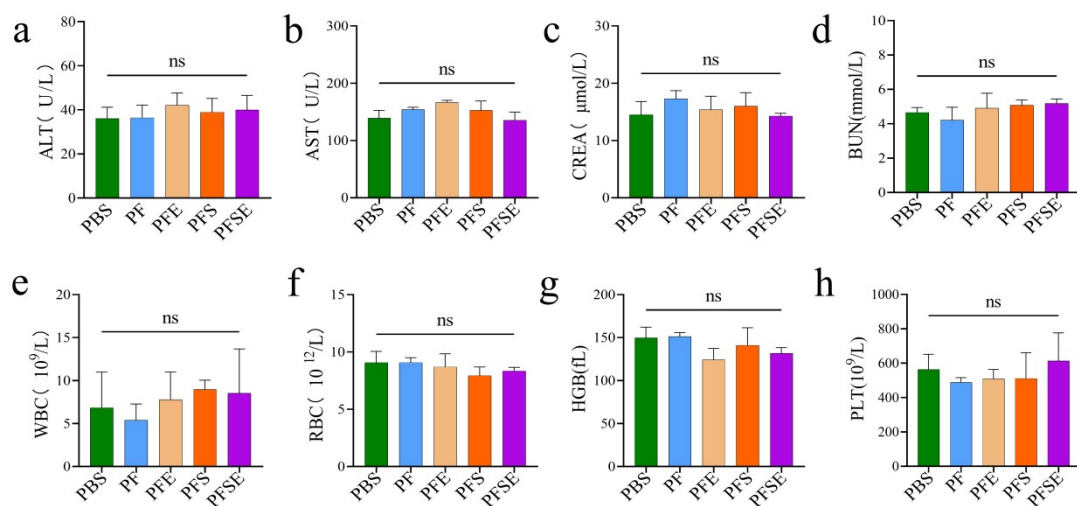 a
ALT( U/L)
80
60
40
20
0
ns
PBS PF PFE PFS PFSE
b
AST( U/L)
300
200
100
0
ns
PBS PF PFE PFS PFSE
c
CREA( μmol/L)
30
20
10
0
ns
PBS PF PFE PFS PFSE
d
BUN(mmol/L)
10
8
6
4
2
0
ns
PBS PF PFE PFS PFSE
e
WBC( 10⁹/L)
20
15
10
5
0
ns
PBS PF PFE PFS PFSE
f
RBC( 10 ¹²/L)
15
10
5
0
ns
PBS PF PFE PFS PFSE
g
HGB(fL)
200
150
100
50
0
ns
PBS PF PFE PFS PFSE
h
PLT(10⁹/L)
1000
800
600
400
200
0
ns
PBS PF PFE PFS PFSE